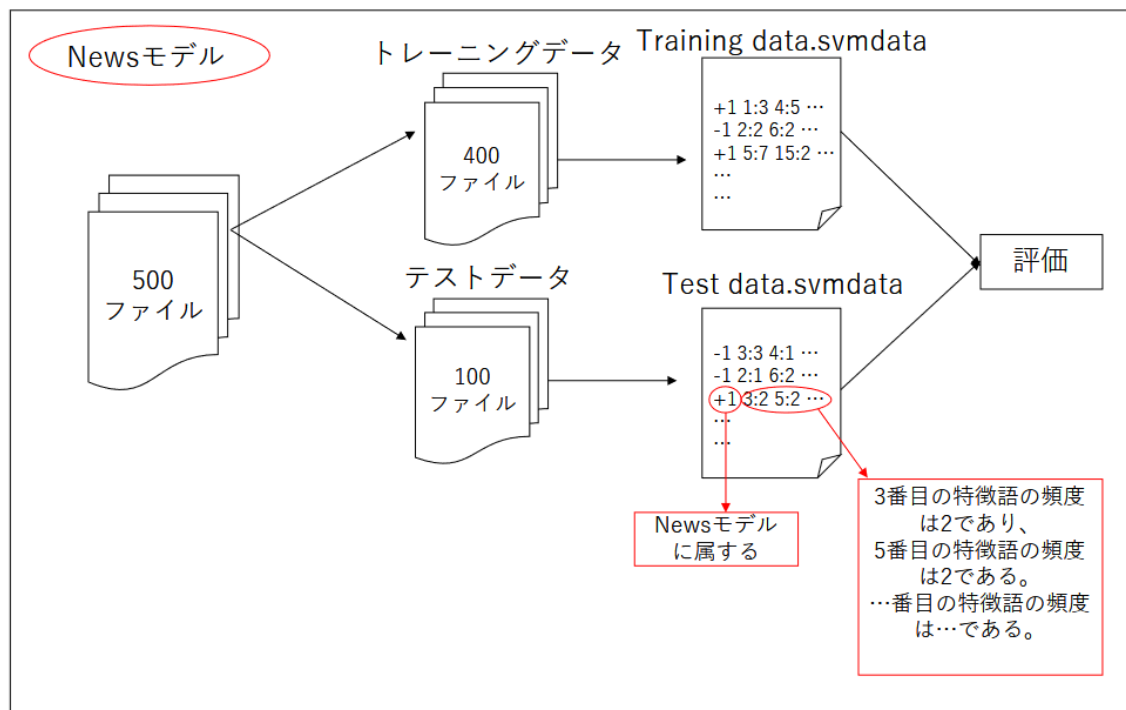 Newsモデル
トレーニングデータ
Training data.svmdata
400
ファイル
+1 1:3 4:5 …
-1 2:2 6:2 …
+1 5:7 15:2 …
…
…
500
ファイル
評価
テストデータ
Test data.svmdata
100
ファイル
-1 3:3 4:1 …
-1 2:1 6:2 …
+1 3:2 5:2 …
…
…
Newsモデル
に属する
3番目の特徴語の頻度
は2であり、
5番目の特徴語の頻度
は2である。
…番目の特徴語の頻度
は…である。